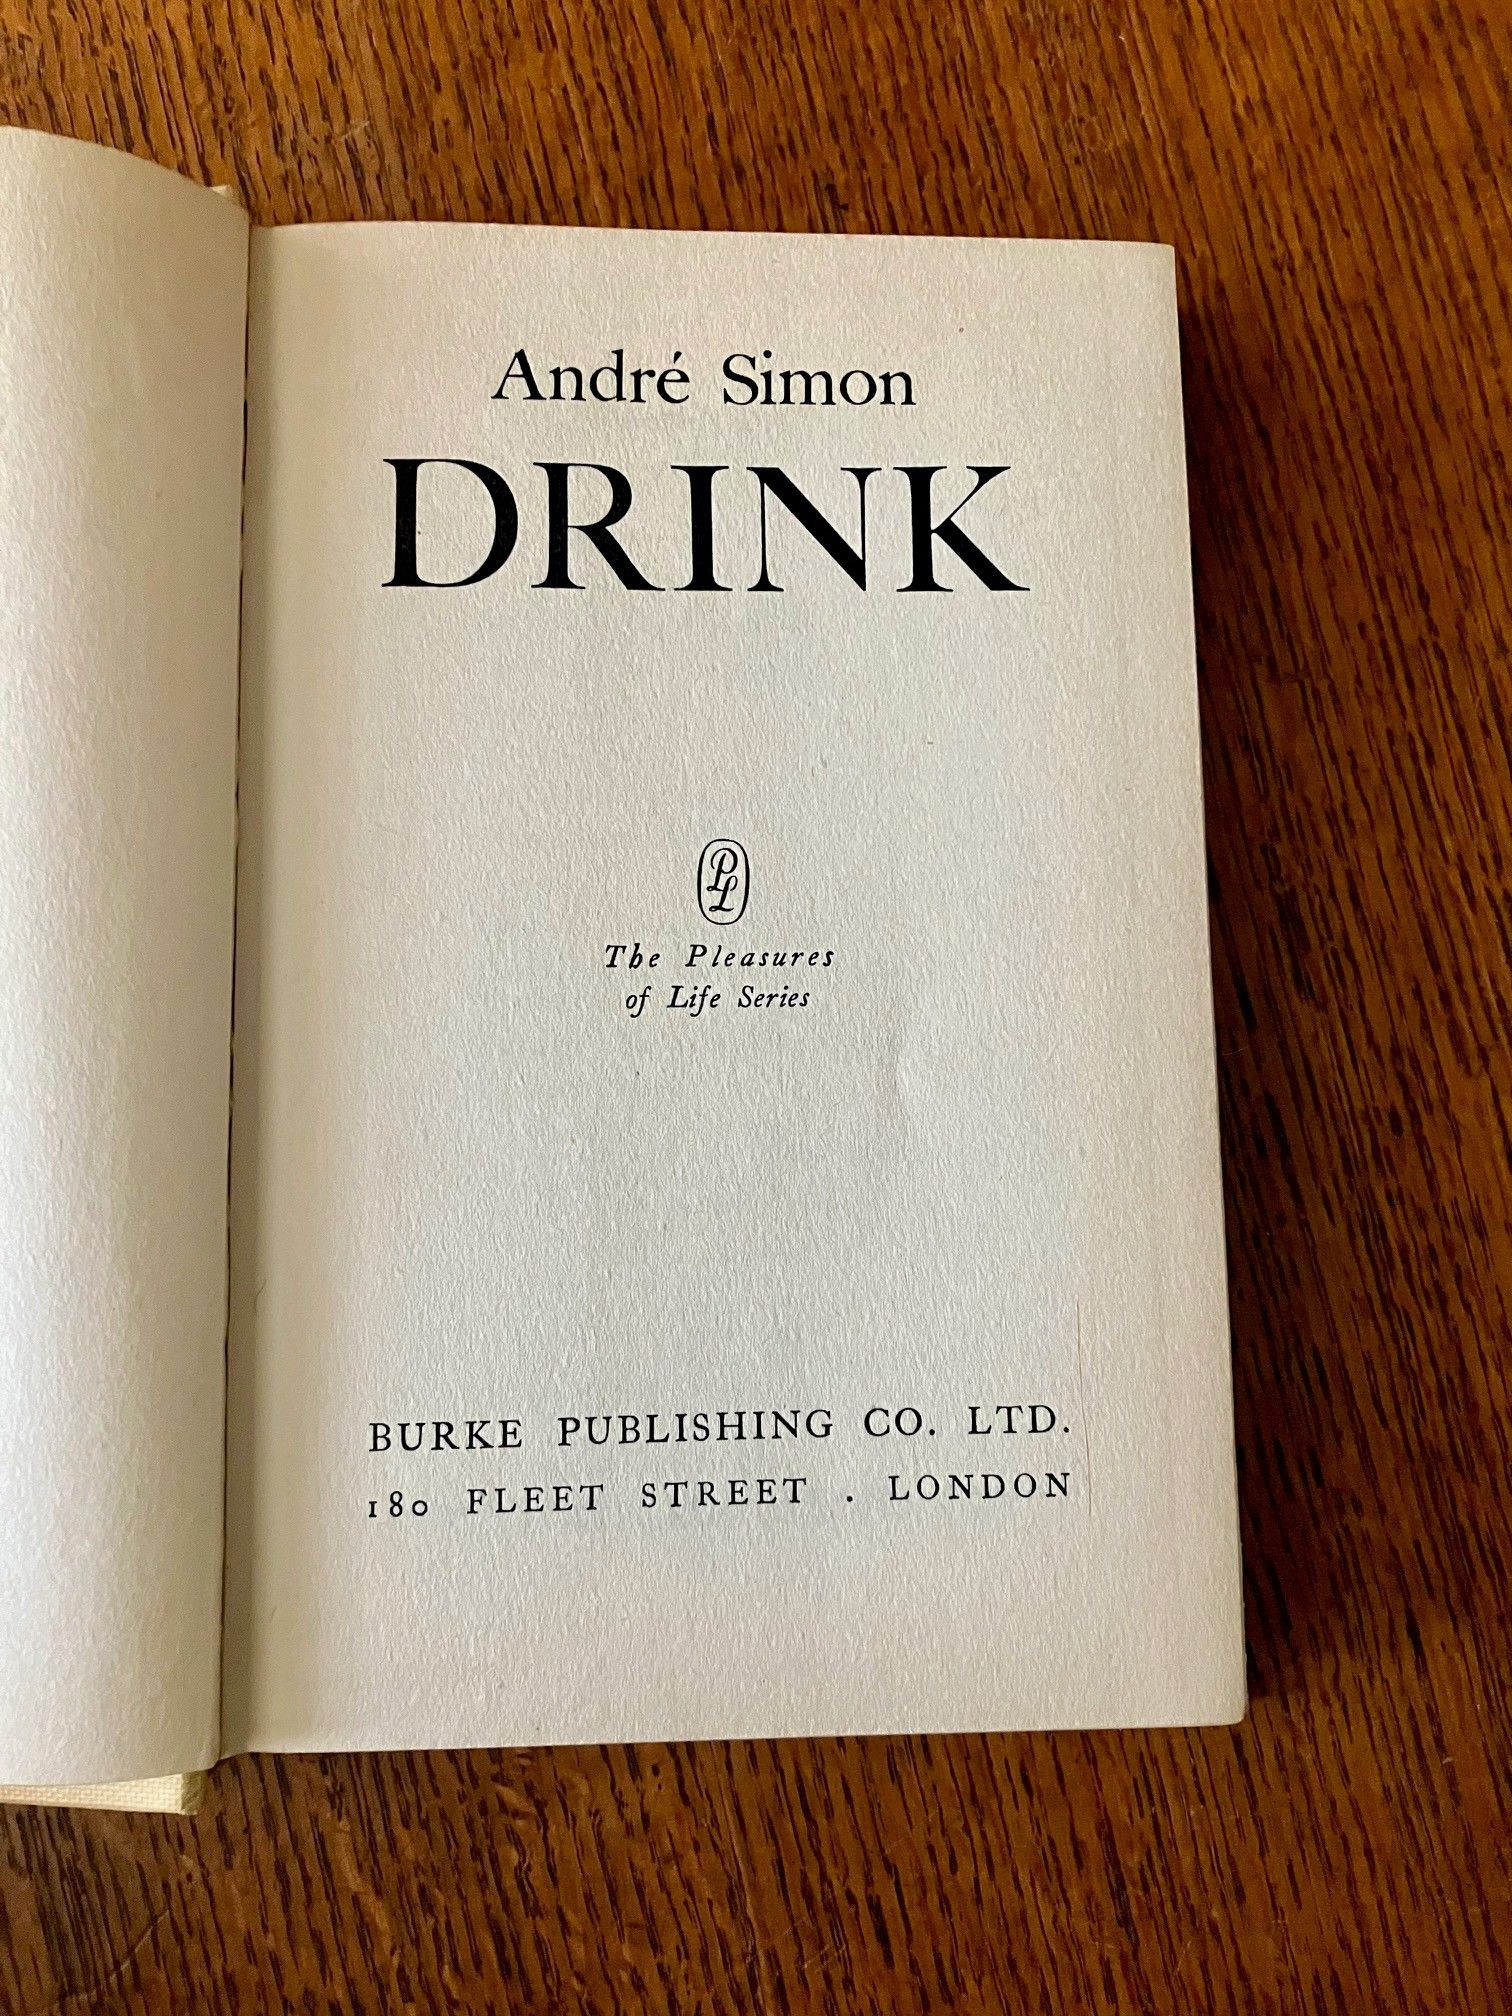 André Simon
DRINK
PL
The Pleasures
of Life Series
BURKE PUBLISHING CO. LTD.
180 FLEET STREET . LONDON